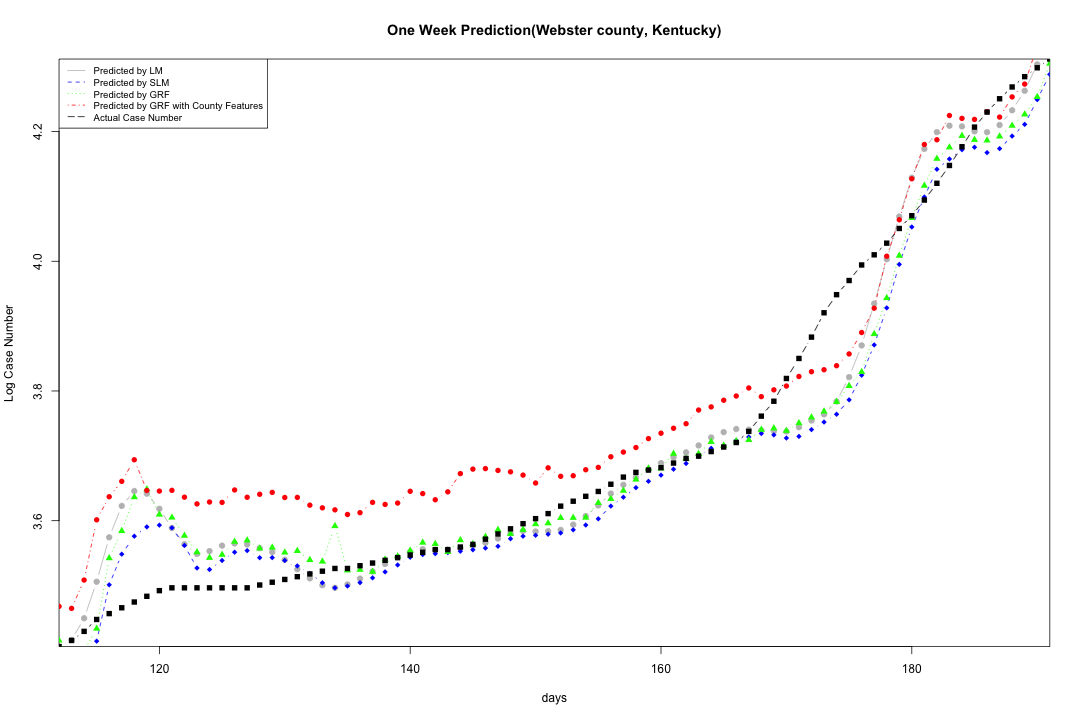 One Week Prediction(Webster county, Kentucky)
Predicted by LM
Predicted by SLM
Predicted by GRF
Predicted by GRF with County Features
Actual Case Number
Log Case Number
4.2
4.0
3.8
3.6
120
140
160
180
days